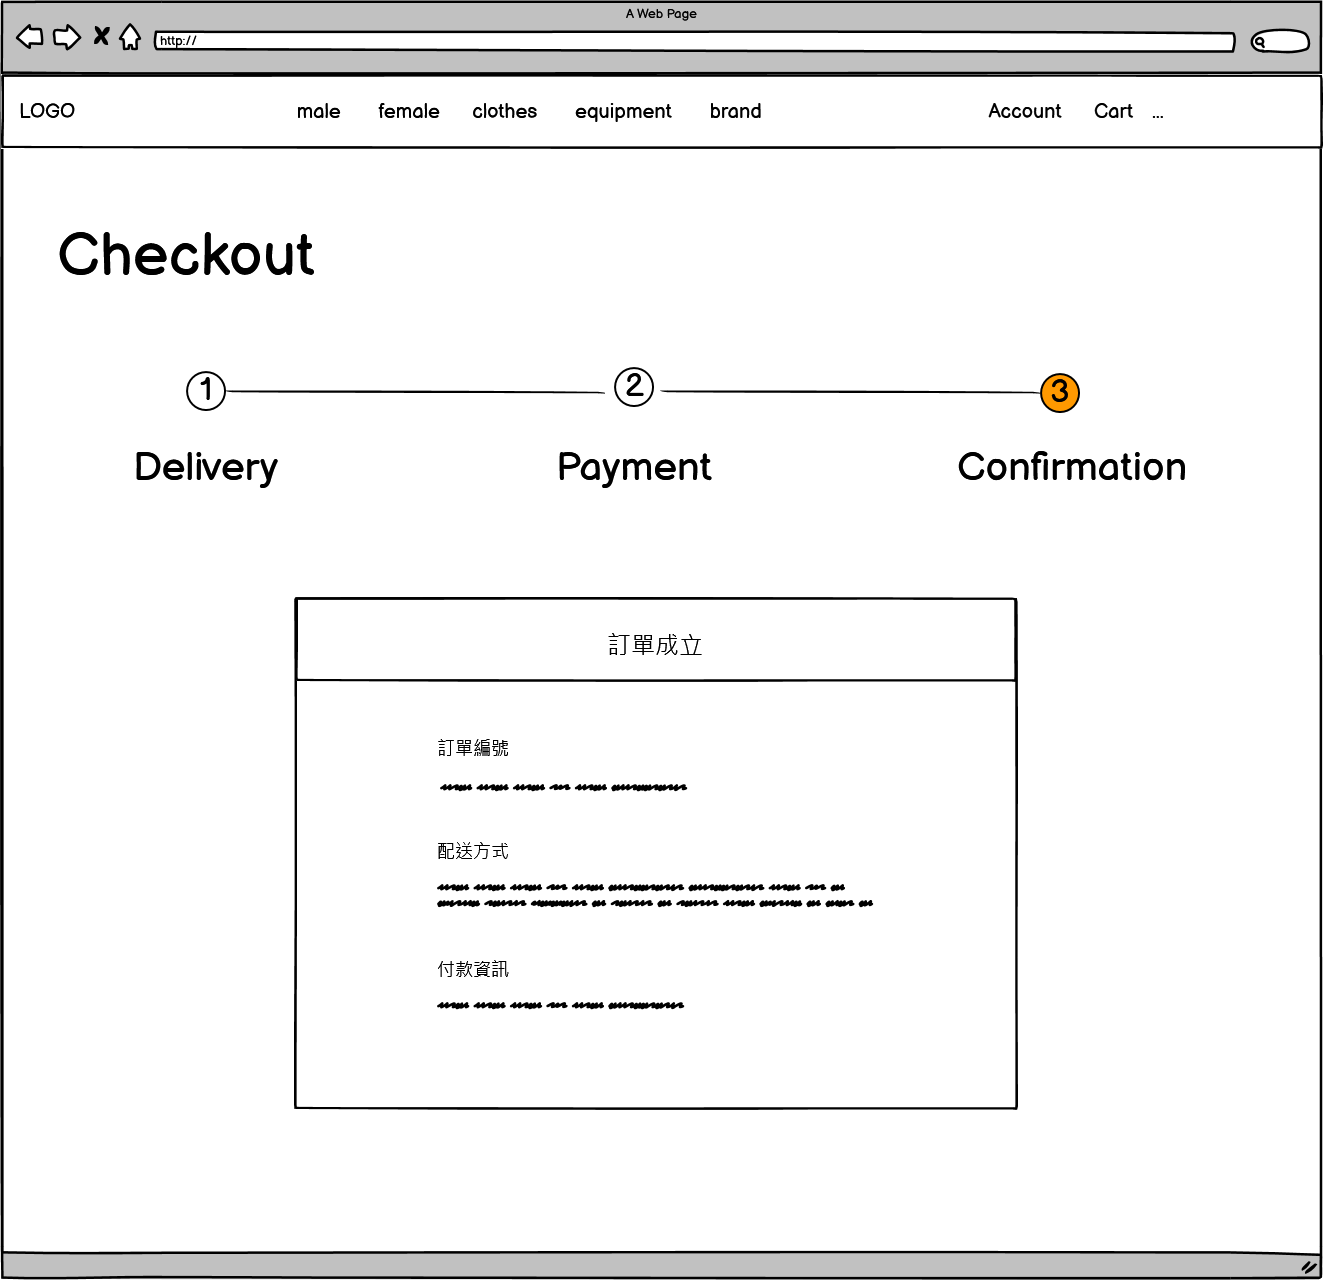 A Web Page
http://
LOGO male female clothes equipment brand Account Cart ...
Checkout
1 2 3
Delivery Payment Confirmation
訂單成立
訂單編號
配送方式
付款資訊